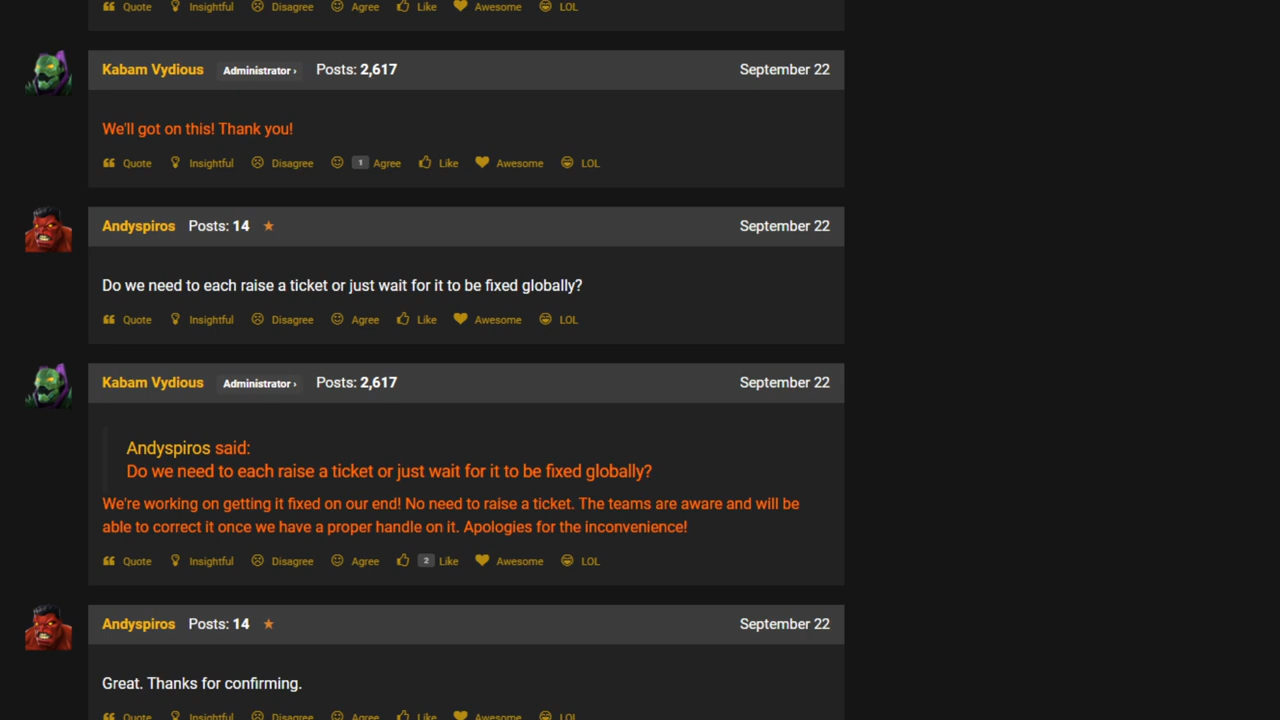 Quote Insightful Disagree Agree Like Awesome LOL
Kabam Vydious Administrator › Posts: 2,617 September 22
We'll got on this! Thank you!
Quote Insightful Disagree 1 Agree Like Awesome LOL
Andyspiros Posts: 14 ★ September 22
Do we need to each raise a ticket or just wait for it to be fixed globally?
Quote Insightful Disagree Agree Like Awesome LOL
Kabam Vydious Administrator › Posts: 2,617 September 22
Andyspiros said:
Do we need to each raise a ticket or just wait for it to be fixed globally?
We're working on getting it fixed on our end! No need to raise a ticket. The teams are aware and will be
able to correct it once we have a proper handle on it. Apologies for the inconvenience!
Quote Insightful Disagree Agree 2 Like Awesome LOL
Andyspiros Posts: 14 ★ September 22
Great. Thanks for confirming.
Quote Insightful Disagree Agree Like Awesome LOL